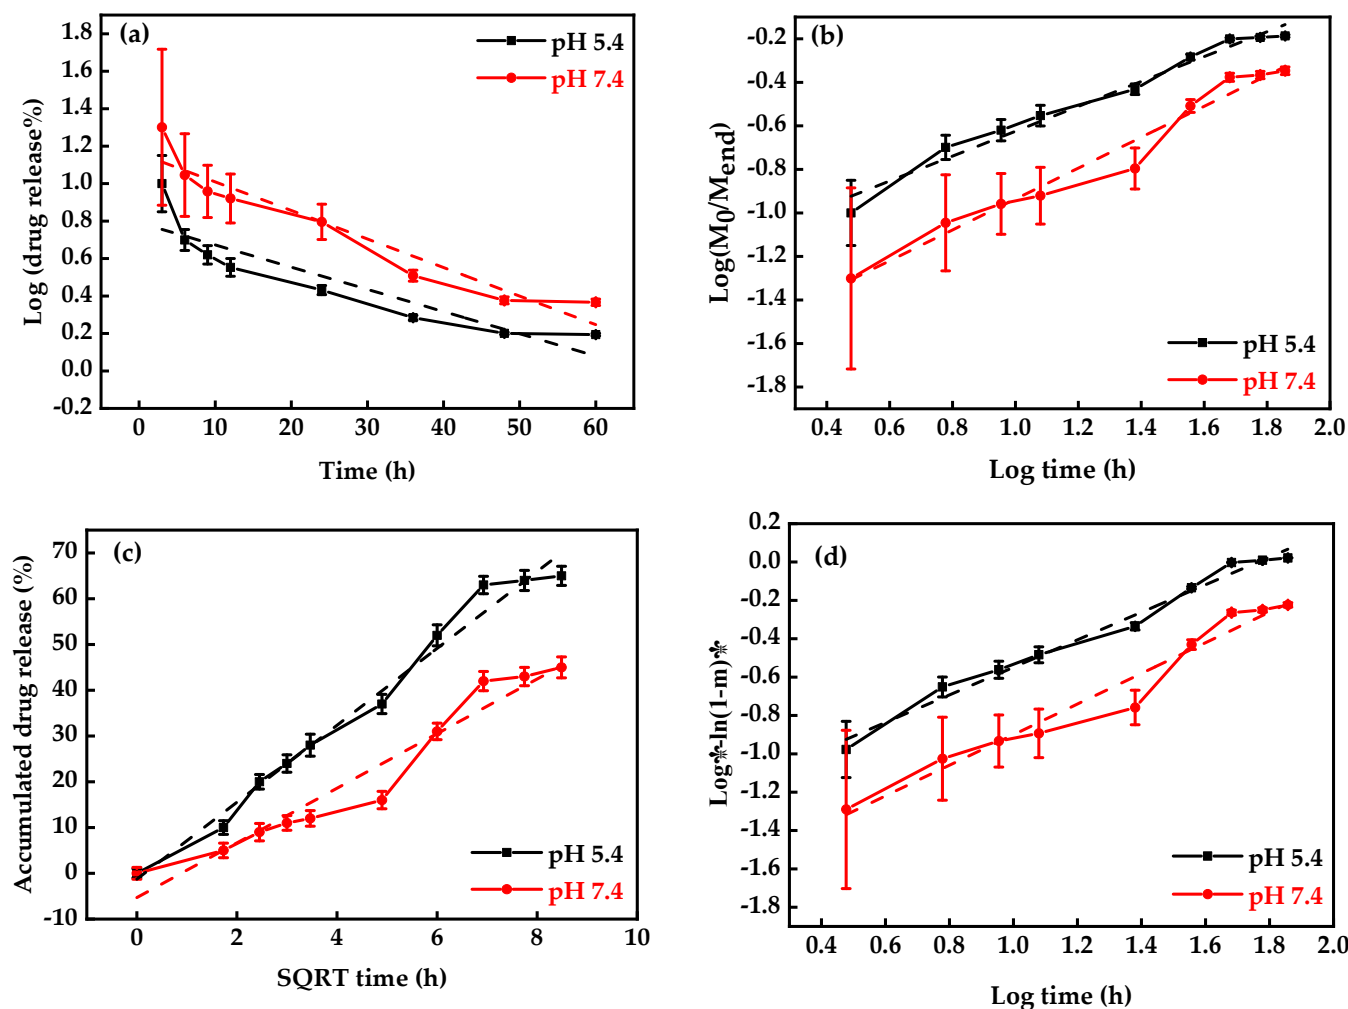 (a)
pH 5.4
pH 7.4
Log (drug release%)
1.8
1.6
1.4
1.2
1.0
0.8
0.6
0.4
0.2
0.0
-0.2
0 10 20 30 40 50 60
Time (h)
(b)
pH 5.4
pH 7.4
Log(M0/Mend)
-0.2
-0.4
-0.6
-0.8
-1.0
-1.2
-1.4
-1.6
-1.8
0.4 0.6 0.8 1.0 1.2 1.4 1.6 1.8 2.0
Log time (h)
(c)
pH 5.4
pH 7.4
Accumulated drug release (%)
70
60
50
40
30
20
10
0
-10
0 2 4 6 8 10
SQRT time (h)
(d)
pH 5.4
pH 7.4
Log*-ln(1-m)*
0.2
0.0
-0.2
-0.4
-0.6
-0.8
-1.0
-1.2
-1.4
-1.6
-1.8
0.4 0.6 0.8 1.0 1.2 1.4 1.6 1.8 2.0
Log time (h)